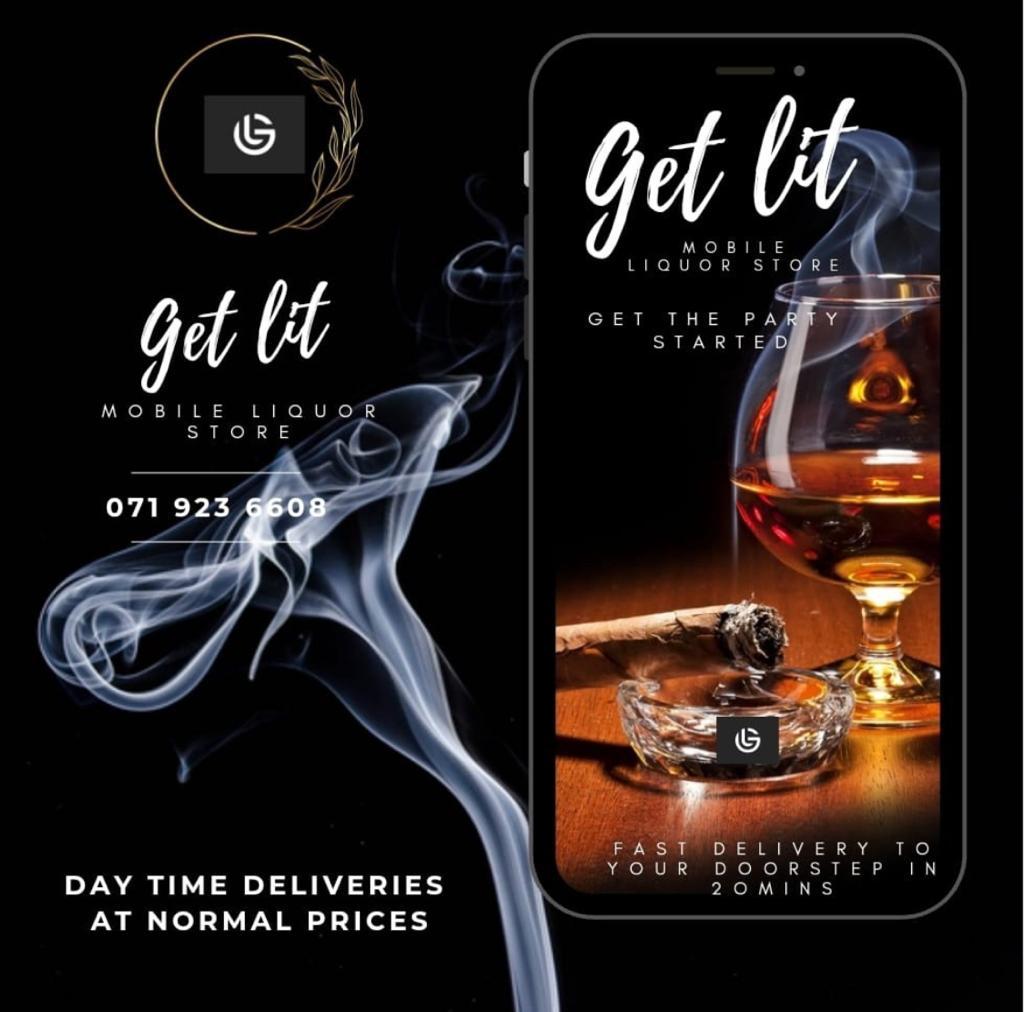 Get lit
MOBILE LIQUOR
STORE
071 923 6608
DAY TIME DELIVERIES
AT NORMAL PRICES
Get lit
MOBILE
LIQUOR STORE
GET THE PARTY
STARTED
FAST DELIVERY TO
YOUR DOORSTEP IN
20MINS